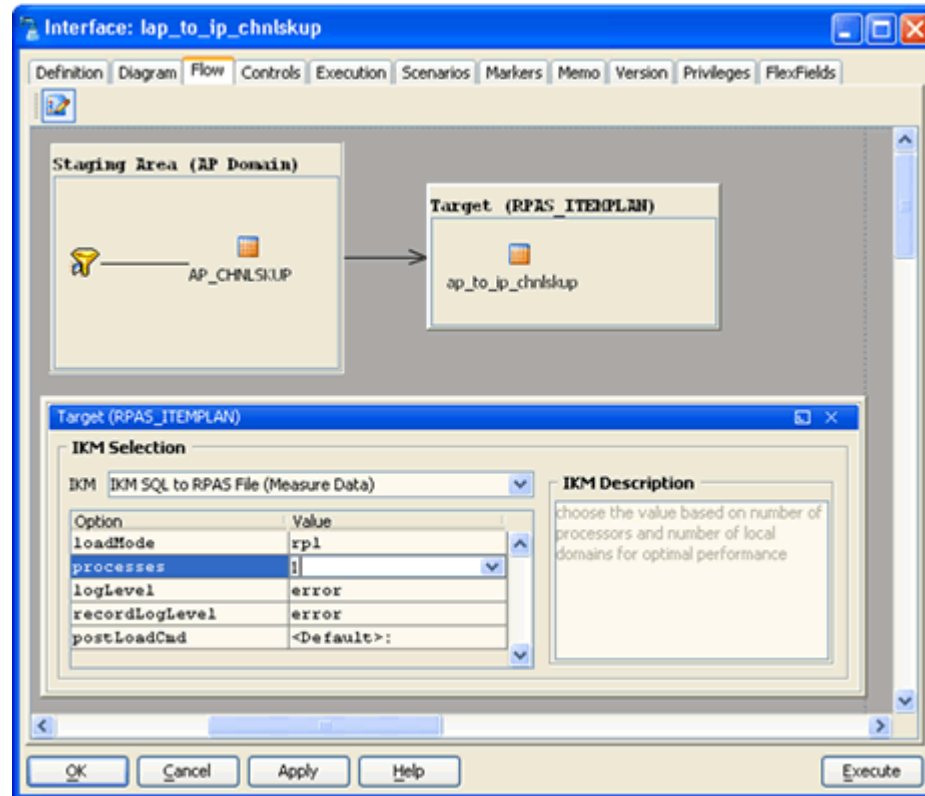 Interface: lap_to_ip_chnlskup
Definition Diagram Flow Controls Execution Scenarios Markers Memo Version Privileges FlexFields
Staging Area (AP Domain)
AP_CHNLSKUP
Target (RPAS_ITEMPLAN)
ap_to_ip_chnlskup
Target (RPAS_ITEMPLAN)
IKM Selection
IKM IKM SQL to RPAS File (Measure Data)
Option Value
loadMode rpl
processes 1
logLevel error
recordLogLevel error
postLoadCmd <Default>:
IKM Description
choose the value based on number of
processors and number of local
domains for optimal performance
OK Cancel Apply Help Execute